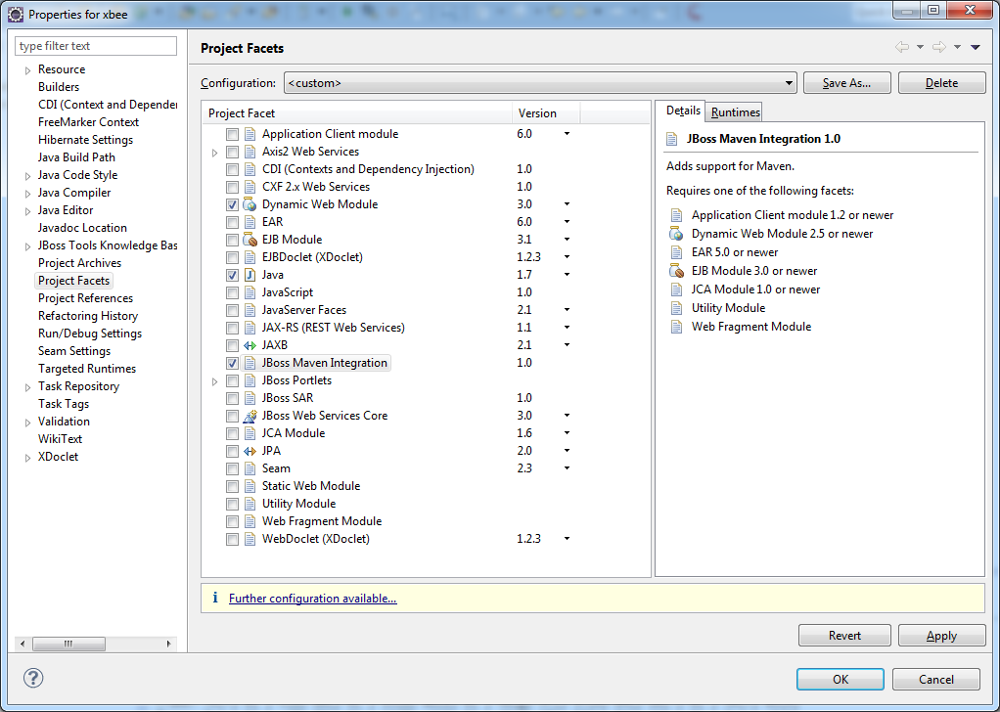 Properties for xbee
type filter text
Resource
Builders
CDI (Context and Depender
FreeMarker Context
Hibernate Settings
Java Build Path
Java Code Style
Java Compiler
Java Editor
Javadoc Location
JBoss Tools Knowledge Bas
Project Archives
Project Facets
Project References
Refactoring History
Run/Debug Settings
Seam Settings
Targeted Runtimes
Task Repository
Task Tags
Validation
WikiText
XDoclet
Project Facets
Configuration: <custom> Save As... Delete
Project Facet Version
Application Client module 6.0
Axis2 Web Services
CDI (Contexts and Dependency Injection) 1.0
CXF 2.x Web Services 1.0
Dynamic Web Module 3.0
EAR 6.0
EJB Module 3.1
EJBDoclet (XDoclet) 1.2.3
Java 1.7
JavaScript 1.0
JavaServer Faces 2.1
JAX-RS (REST Web Services) 1.1
JAXB 2.1
JBoss Maven Integration 1.0
JBoss Portlets
JBoss SAR 1.0
JBoss Web Services Core 3.0
JCA Module 1.6
JPA 2.0
Seam 2.3
Static Web Module
Utility Module
Web Fragment Module
WebDoclet (XDoclet) 1.2.3
Details Runtimes
JBoss Maven Integration 1.0
Adds support for Maven.
Requires one of the following facets:
Application Client module 1.2 or newer
Dynamic Web Module 2.5 or newer
EAR 5.0 or newer
EJB Module 3.0 or newer
JCA Module 1.0 or newer
Utility Module
Web Fragment Module
i Further configuration available...
Revert Apply
? OK Cancel